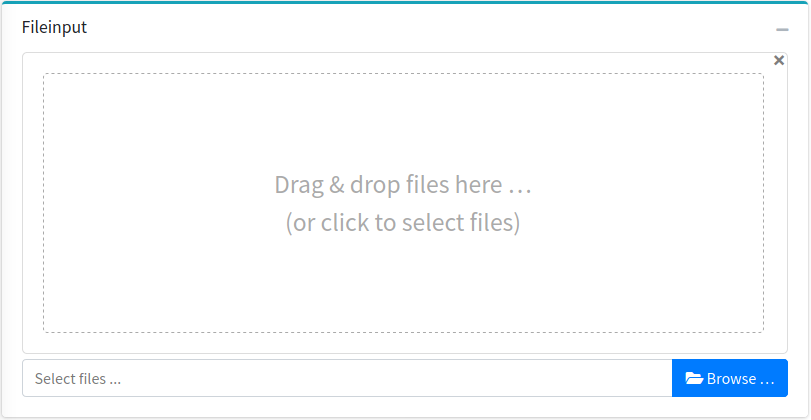 Fileinput
Drag & drop files here …
(or click to select files)
Select files ...
Browse …